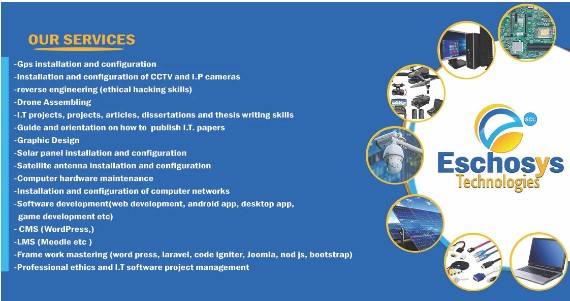 OUR SERVICES
-Gps installation and configuration
-Installation and configuration of CCTV and I.P cameras
-reverse engineering (ethical hacking skills)
-Drone Assembling
-I.T projects, projects, articles, dissertations and thesis writing skills
-Guide and orientation on how to publish I.T. papers
-Graphic Design
-Solar panel installation and configuration
-Satellite antenna installation and configuration
-Computer hardware maintenance
-Installation and configuration of computer networks
-Software development(web development, android app, desktop app,
game development etc)
- CMS (WordPress,)
-LMS (Moodle etc )
-Frame work mastering (word press, laravel, code igniter, Joomla, nod js, bootstrap)
-Professional ethics and I.T software project management
SCL
Eschosys
Technologies